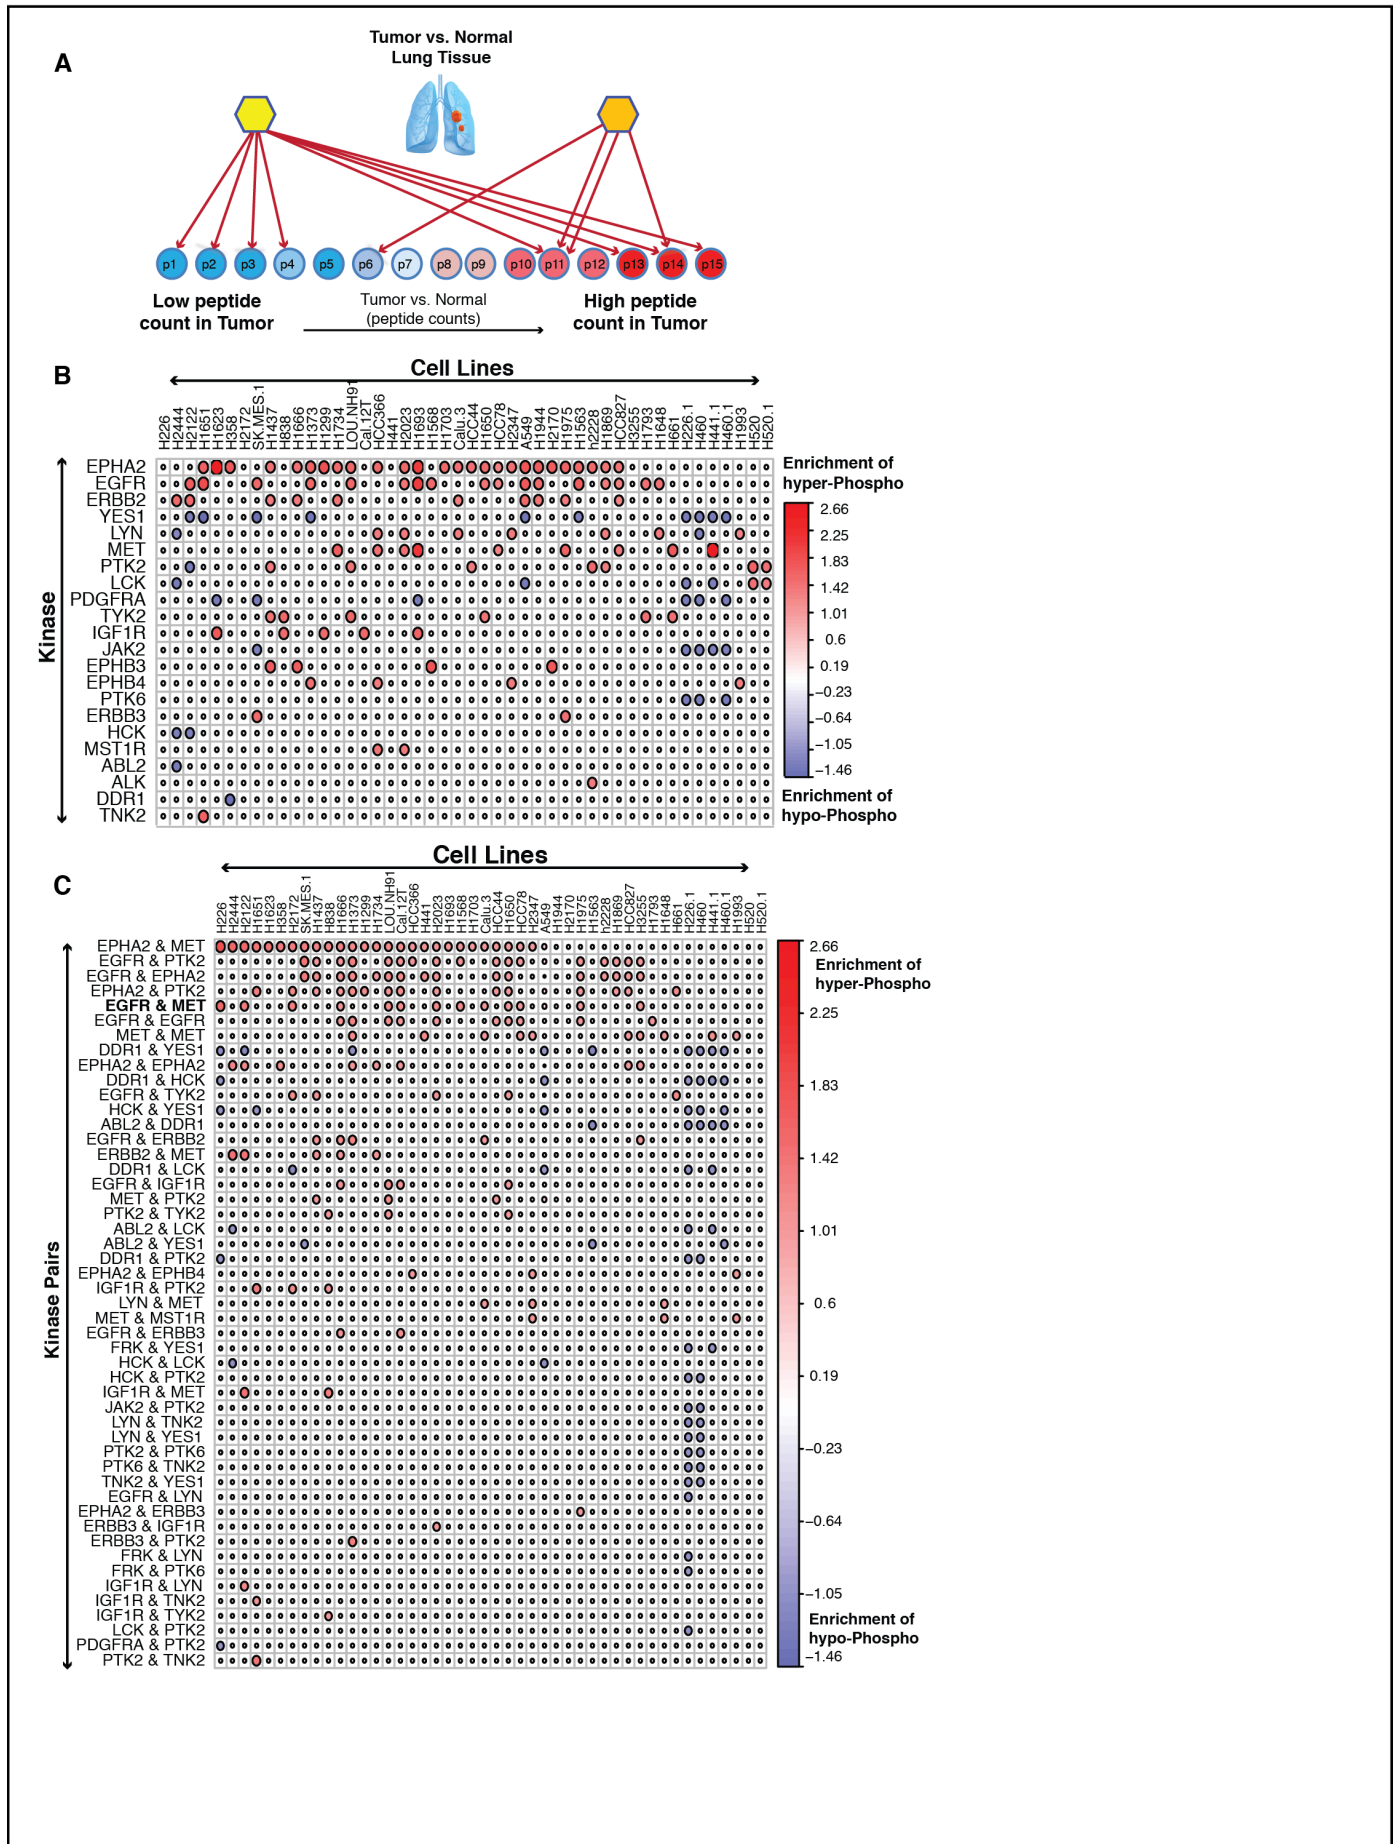 A
Tumor vs. Normal
Lung Tissue
p1 p2 p3 p4 p5 p6 p7 p8 p9 p10 p11 p12 p13 p14 p15
Low peptide
count in Tumor
Tumor vs. Normal
(peptide counts)
High peptide
count in Tumor
B
Cell Lines
H226 H2444 H2122 H1651 H1623 H358 H2172 SK.MES.1 H1437 H838 H1666 H1373 H1299 H1734 LOU.NH91 Cal.12T HCC366 H441 H2023 H1693 H1568 H1703 Calu.3 HCC44 H1650 HCC78 H2347 A549 H1944 H2170 H1975 H1563 h2228 H1869 HCC827 H3255 H1793 H1648 H661 H226.1 H460 H441.1 H460.1 H1993 H520 H520.1
Kinase
EPHA2
EGFR
ERBB2
YES1
LYN
MET
PTK2
LCK
PDGFRA
TYK2
IGF1R
JAK2
EPHB3
EPHB4
PTK6
ERBB3
HCK
MST1R
ABL2
ALK
DDR1
TNK2
Enrichment of
hyper-Phospho
2.66
2.25
1.83
1.42
1.01
0.6
0.19
−0.23
−0.64
−1.05
−1.46
Enrichment of
hypo-Phospho
C
Cell Lines
H226 H2444 H2122 H1651 H1623 H358 H2172 SK.MES.1 H1437 H838 H1666 H1373 H1299 H1734 LOU.NH91 Cal.12T HCC366 H441 H2023 H1693 H1568 H1703 Calu.3 HCC44 H1650 HCC78 H2347 A549 H1944 H2170 H1975 H1563 h2228 H1869 HCC827 H3255 H1793 H1648 H661 H226.1 H460 H441.1 H460.1 H1993 H520 H520.1
Kinase Pairs
EPHA2 & MET
EGFR & PTK2
EGFR & EPHA2
EPHA2 & PTK2
EGFR & MET
EGFR & EGFR
MET & MET
DDR1 & YES1
EPHA2 & EPHA2
DDR1 & HCK
EGFR & TYK2
HCK & YES1
ABL2 & DDR1
EGFR & ERBB2
ERBB2 & MET
DDR1 & LCK
EGFR & IGF1R
MET & PTK2
PTK2 & TYK2
ABL2 & LCK
ABL2 & YES1
DDR1 & PTK2
EPHA2 & EPHB4
IGF1R & PTK2
LYN & MET
MET & MST1R
EGFR & ERBB3
FRK & YES1
HCK & LCK
HCK & PTK2
IGF1R & MET
JAK2 & PTK2
LYN & TNK2
LYN & YES1
PTK2 & PTK6
PTK6 & TNK2
TNK2 & YES1
EGFR & LYN
EPHA2 & ERBB3
ERBB3 & IGF1R
ERBB3 & PTK2
FRK & LYN
FRK & PTK6
IGF1R & LYN
IGF1R & TNK2
IGF1R & TYK2
LCK & PTK2
PDGFRA & PTK2
PTK2 & TNK2
2.66
Enrichment of
hyper-Phospho
2.25
1.83
1.42
1.01
0.6
0.19
−0.23
−0.64
−1.05
Enrichment of
hypo-Phospho
−1.46